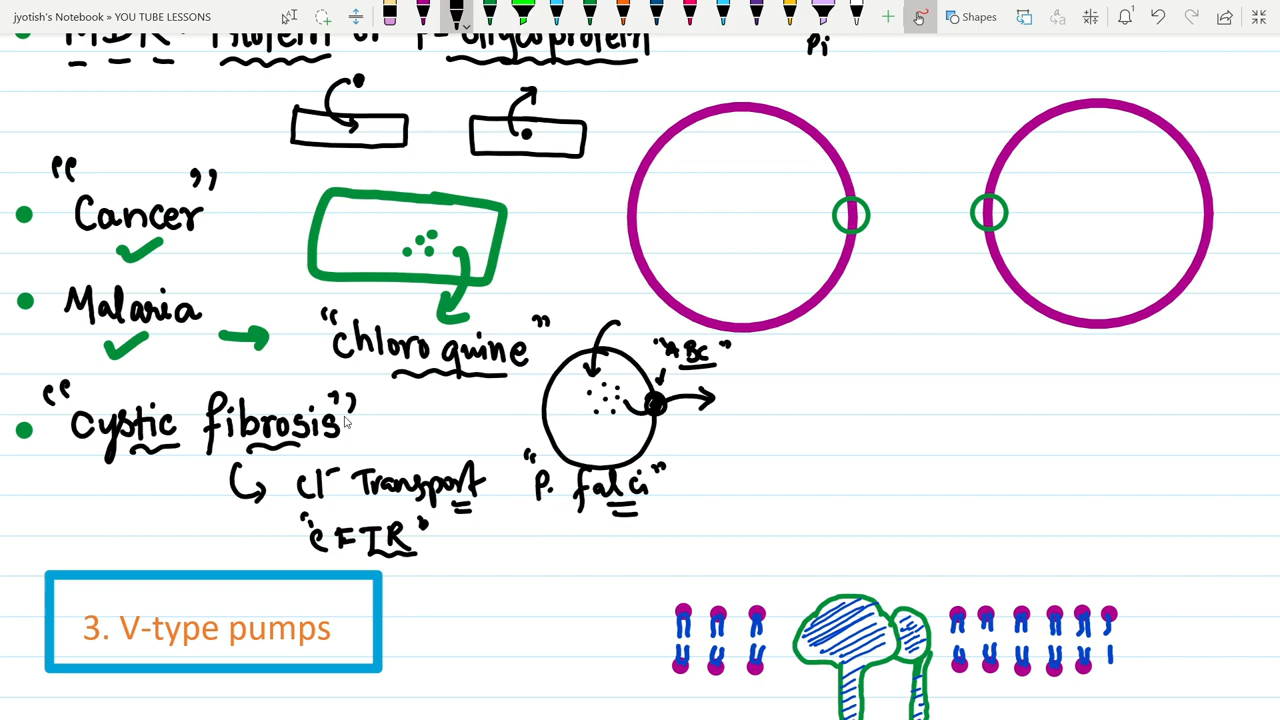 jyotish's Notebook » YOU TUBE LESSONS
Shapes
MDR - Protein or P-Glycoprotein
Pi
"Cancer"
Malaria
"chloroquine"
"ABC"
"Cystic fibrosis"
Cl⁻ Transport
"P. falci"
"CFTR"
3. V-type pumps